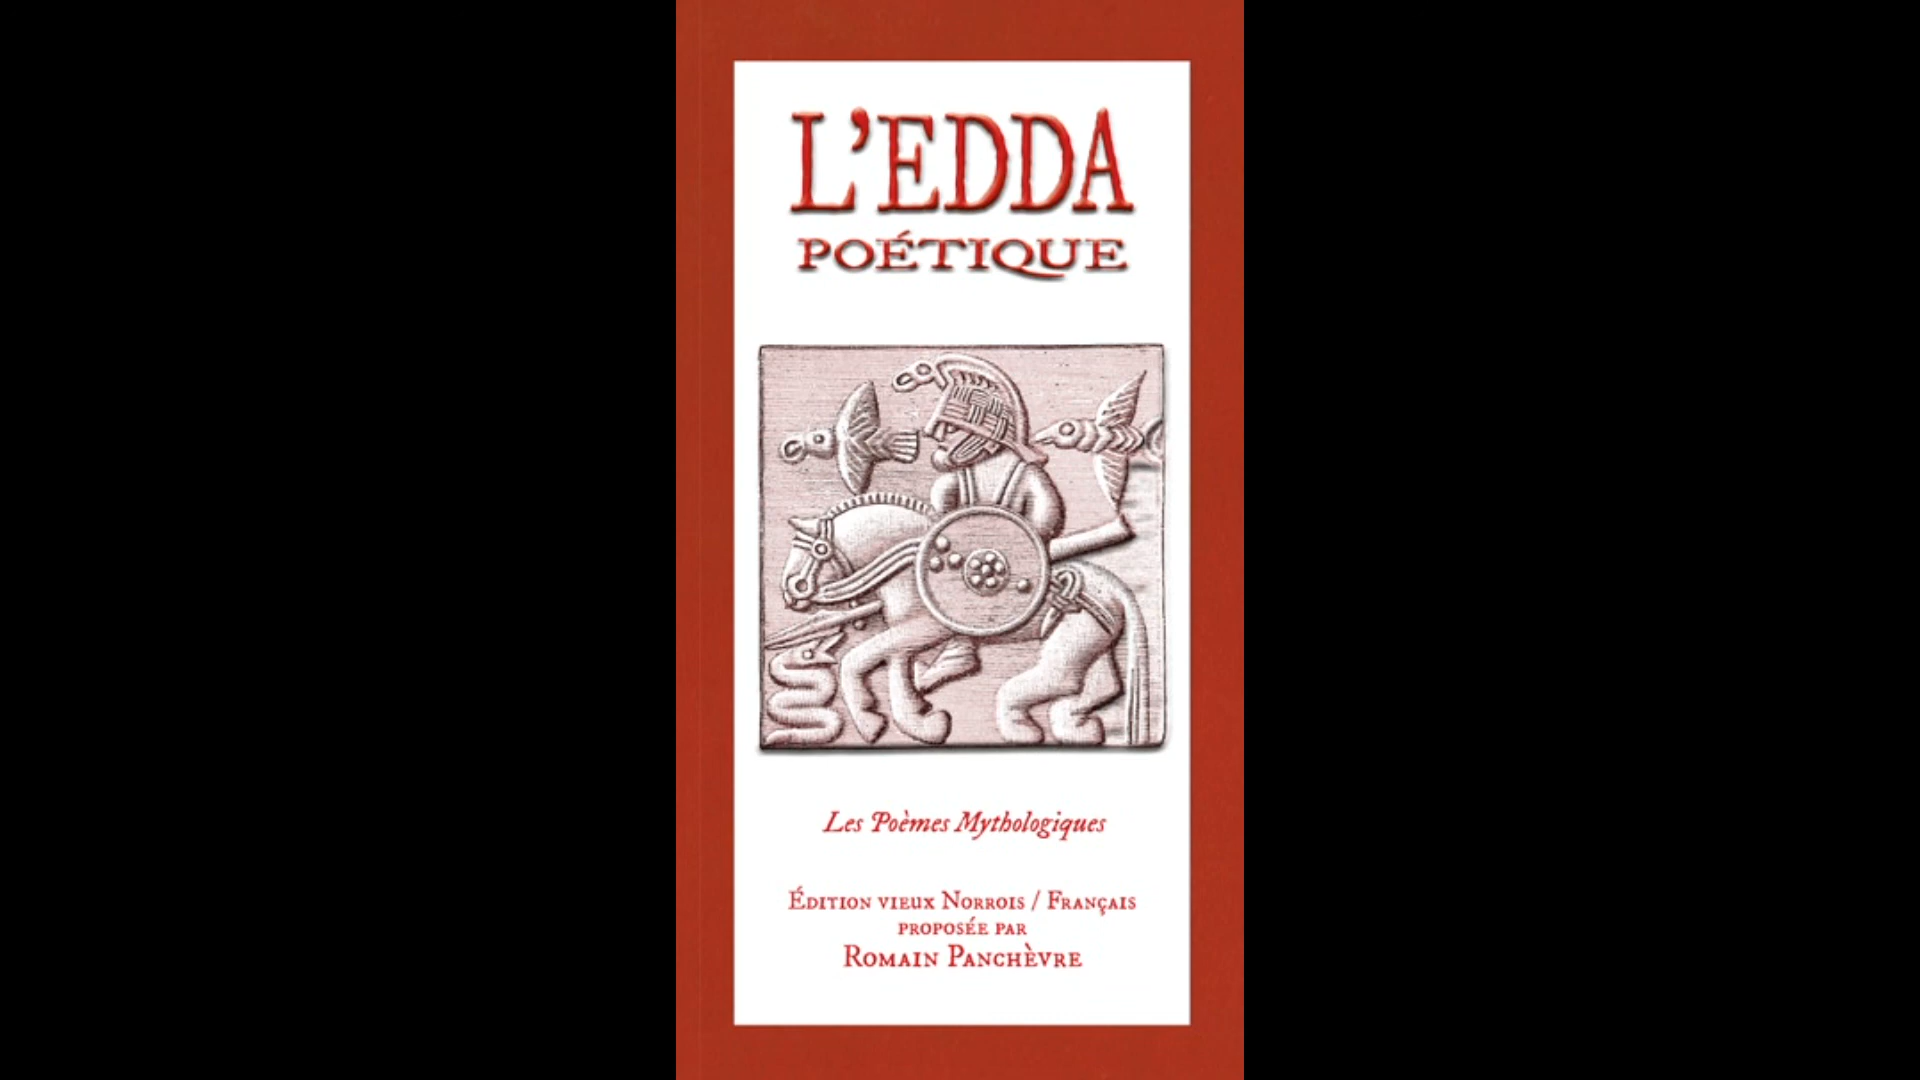 L'EDDA
POÉTIQUE
Les Poèmes Mythologiques
ÉDITION VIEUX NORROIS / FRANÇAIS
PROPOSÉE PAR
ROMAIN PANCHÈVRE